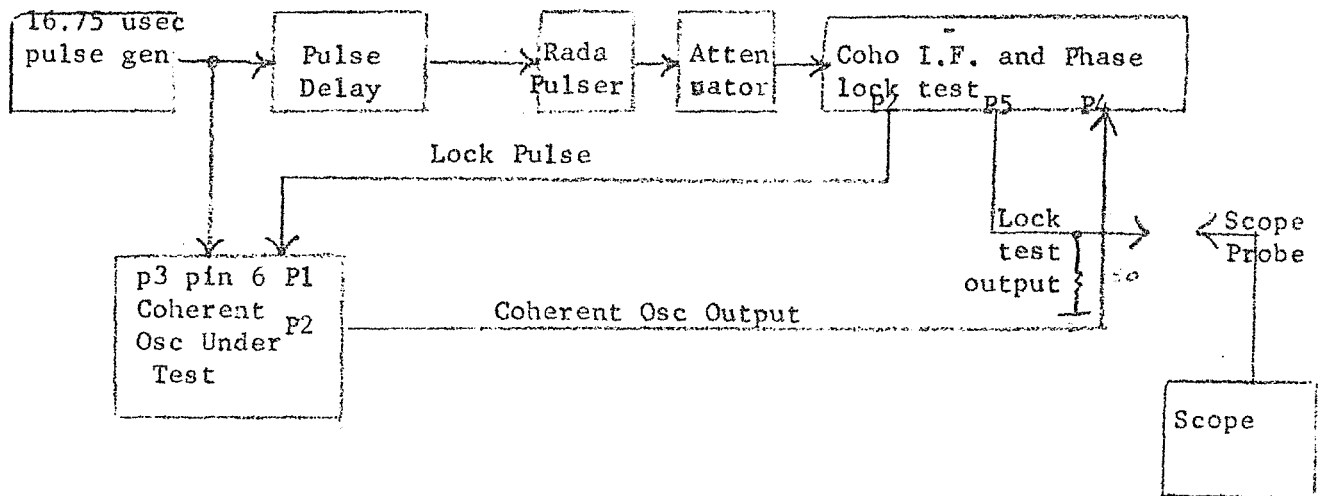 16.75 usec
pulse gen
Pulse
Delay
Rada
Pulser
Atten
uator
Coho I.F. and Phase
lock test
P2
P5
P4
Lock Pulse
Lock
test
output
Scope
Probe
p3 pin 6 P1
Coherent
P2
Osc Under
Test
Coherent Osc Output
Scope